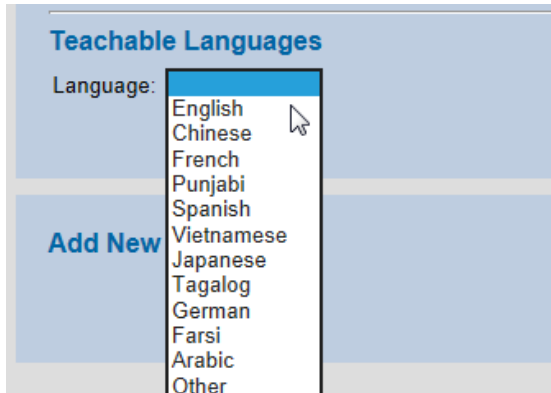 Teachable Languages
Language:
English
Chinese
French
Punjabi
Spanish
Add New Vietnamese
Japanese
Tagalog
German
Farsi
Arabic
Other